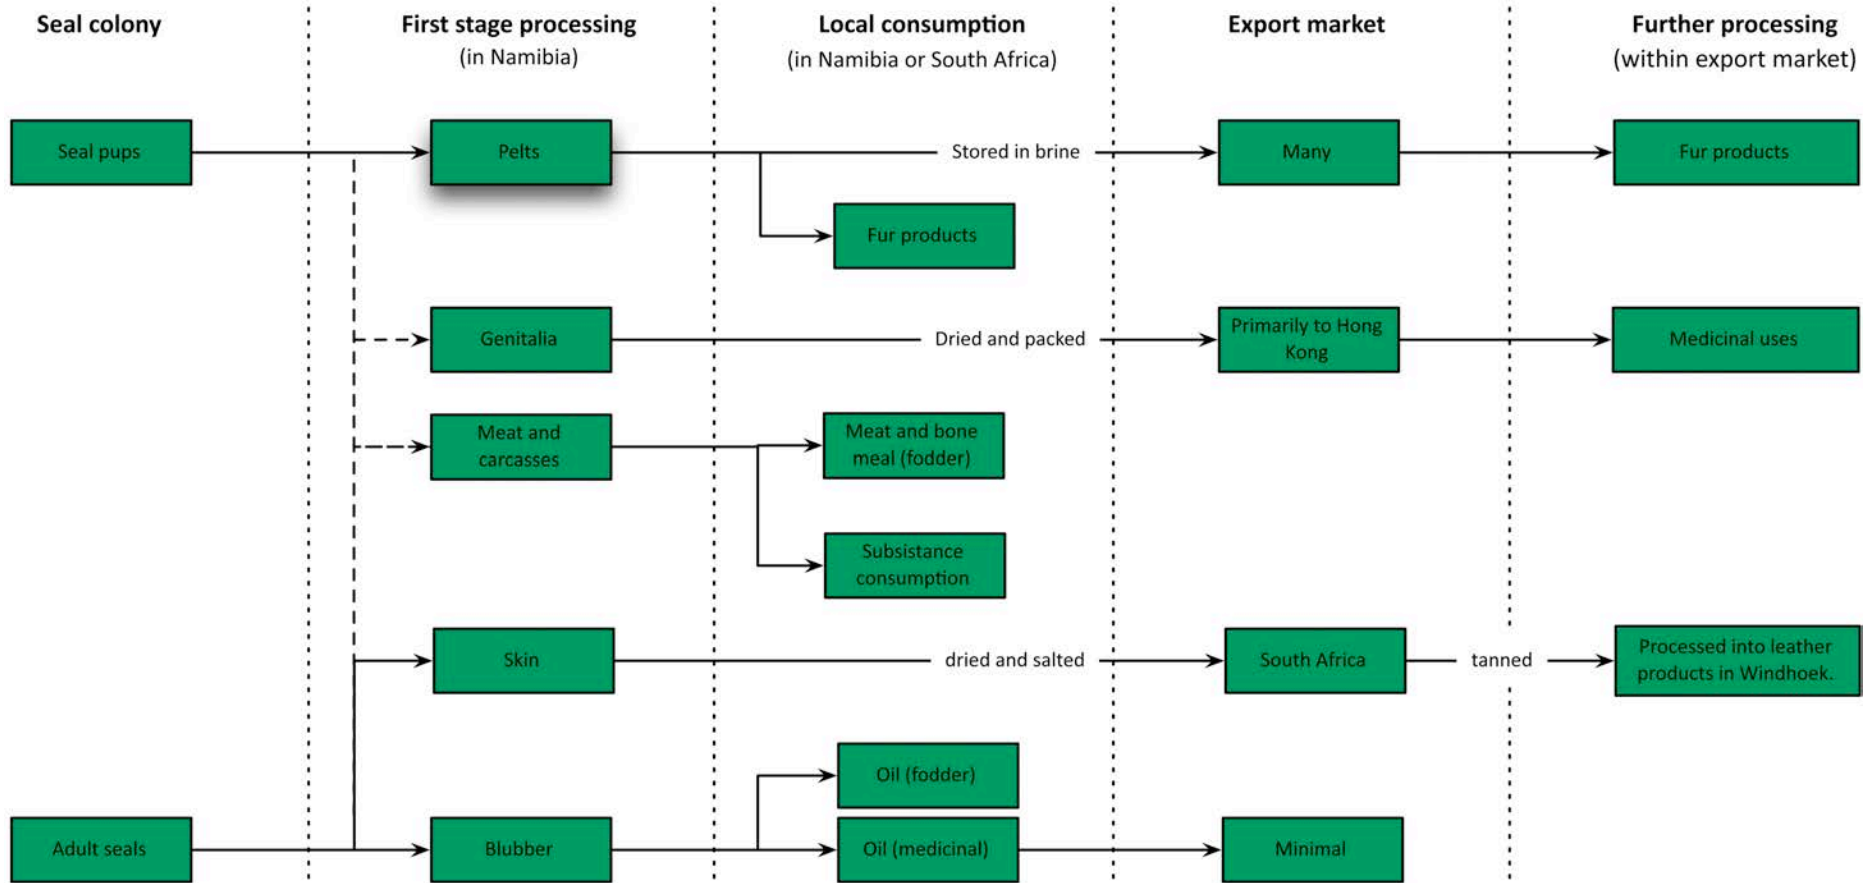 Seal colony
First stage processing
(in Namibia)
Local consumption
(in Namibia or South Africa)
Export market
Further processing
(within export market)
Seal pups
Pelts
Stored in brine
Many
Fur products
Fur products
Genitalia
Dried and packed
Primarily to Hong
Kong
Medicinal uses
Meat and
carcasses
Meat and bone
meal (fodder)
Subsistance
consumption
Skin
dried and salted
South Africa
tanned
Processed into leather
products in Windhoek.
Oil (fodder)
Adult seals
Blubber
Oil (medicinal)
Minimal